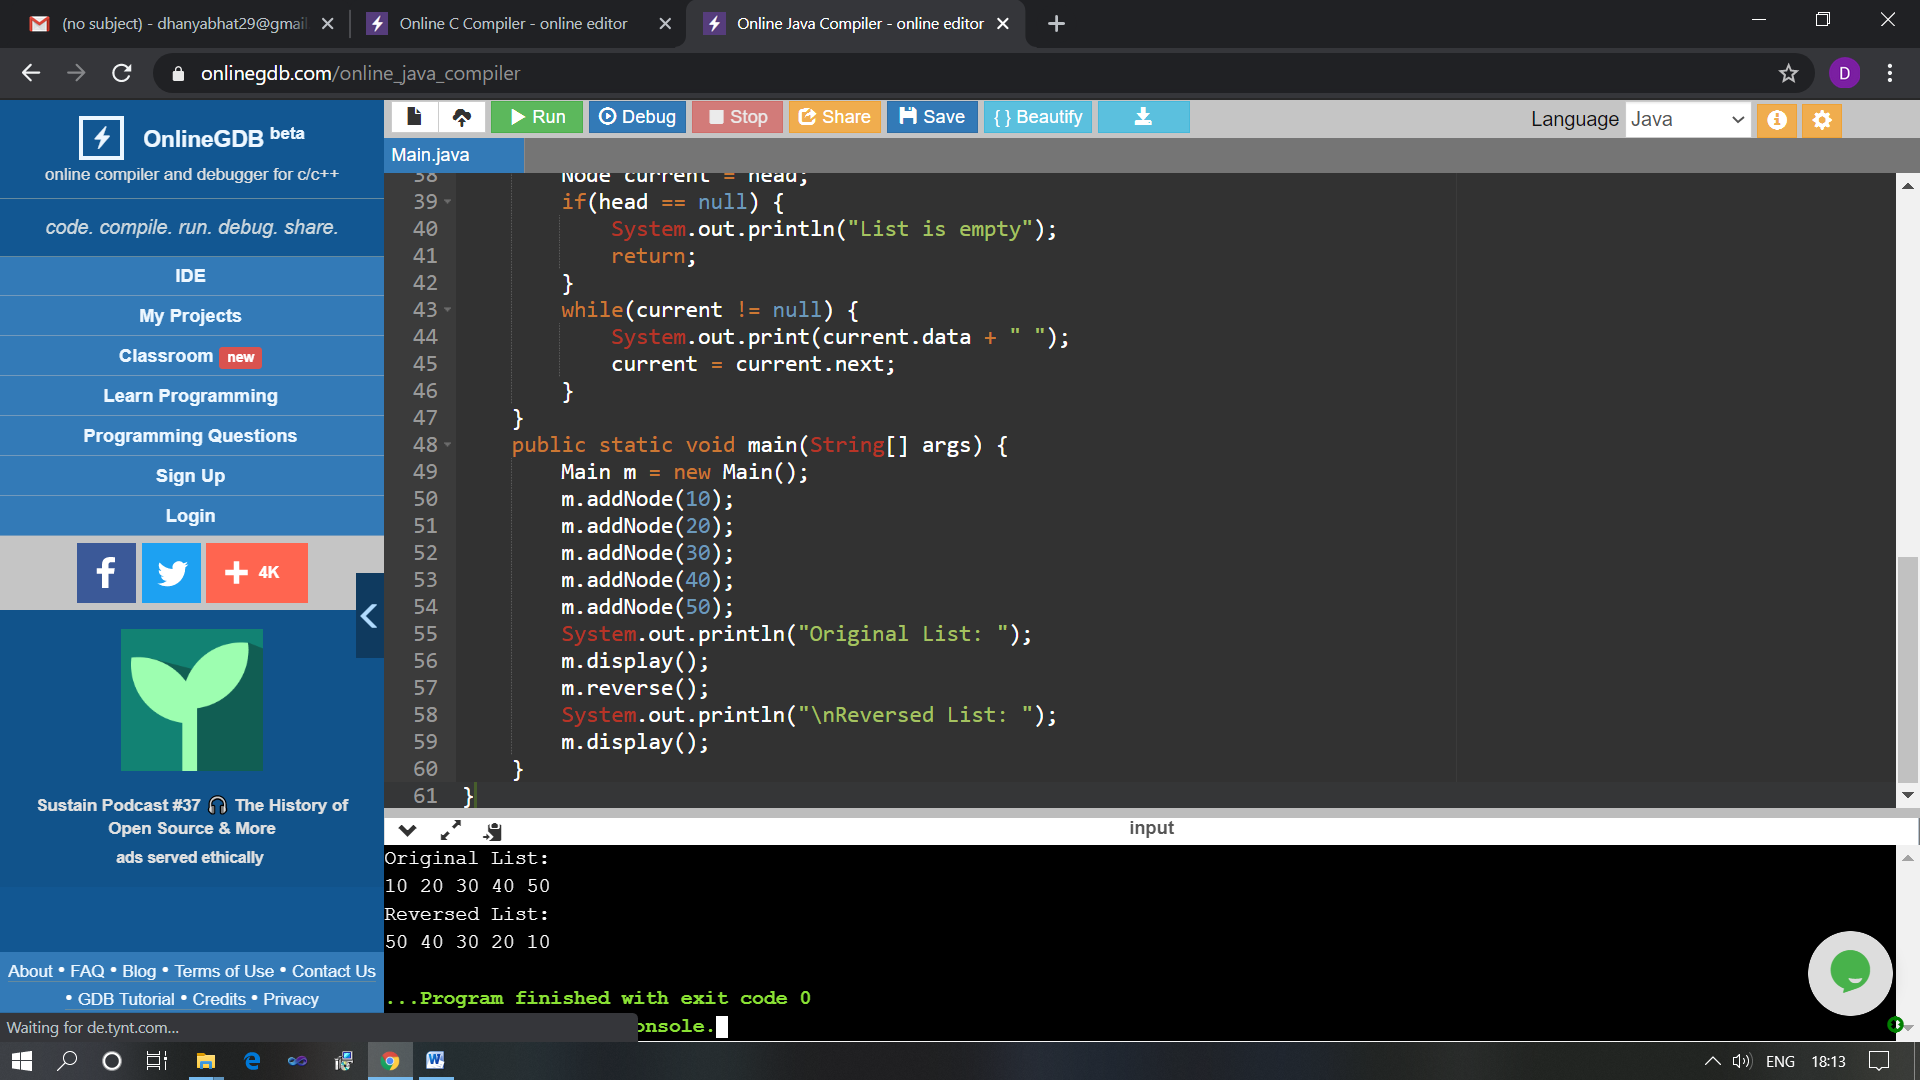 (no subject) - dhanyabhat29@gmail
Online C Compiler - online editor
Online Java Compiler - online editor
onlinegdb.com/online_java_compiler
D
OnlineGDB beta
online compiler and debugger for c/c++
code. compile. run. debug. share.
IDE
My Projects
Classroom new
Learn Programming
Programming Questions
Sign Up
Login
+ 4K
Sustain Podcast #37 🎧 The History of
Open Source & More
ads served ethically
About • FAQ • Blog • Terms of Use • Contact Us
• GDB Tutorial • Credits • Privacy
Waiting for de.tynt.com...
Run Debug Stop Share Save { } Beautify
Language Java
Main.java
38 Node current = head;
39 if(head == null) {
40 System.out.println("List is empty");
41 return;
42 }
43 while(current != null) {
44 System.out.print(current.data + " ");
45 current = current.next;
46 }
47 }
48 public static void main(String[] args) {
49 Main m = new Main();
50 m.addNode(10);
51 m.addNode(20);
52 m.addNode(30);
53 m.addNode(40);
54 m.addNode(50);
55 System.out.println("Original List: ");
56 m.display();
57 m.reverse();
58 System.out.println("\nReversed List: ");
59 m.display();
60 }
61 }
input
Original List:
10 20 30 40 50
Reversed List:
50 40 30 20 10
...Program finished with exit code 0
onsole.
ENG 18:13